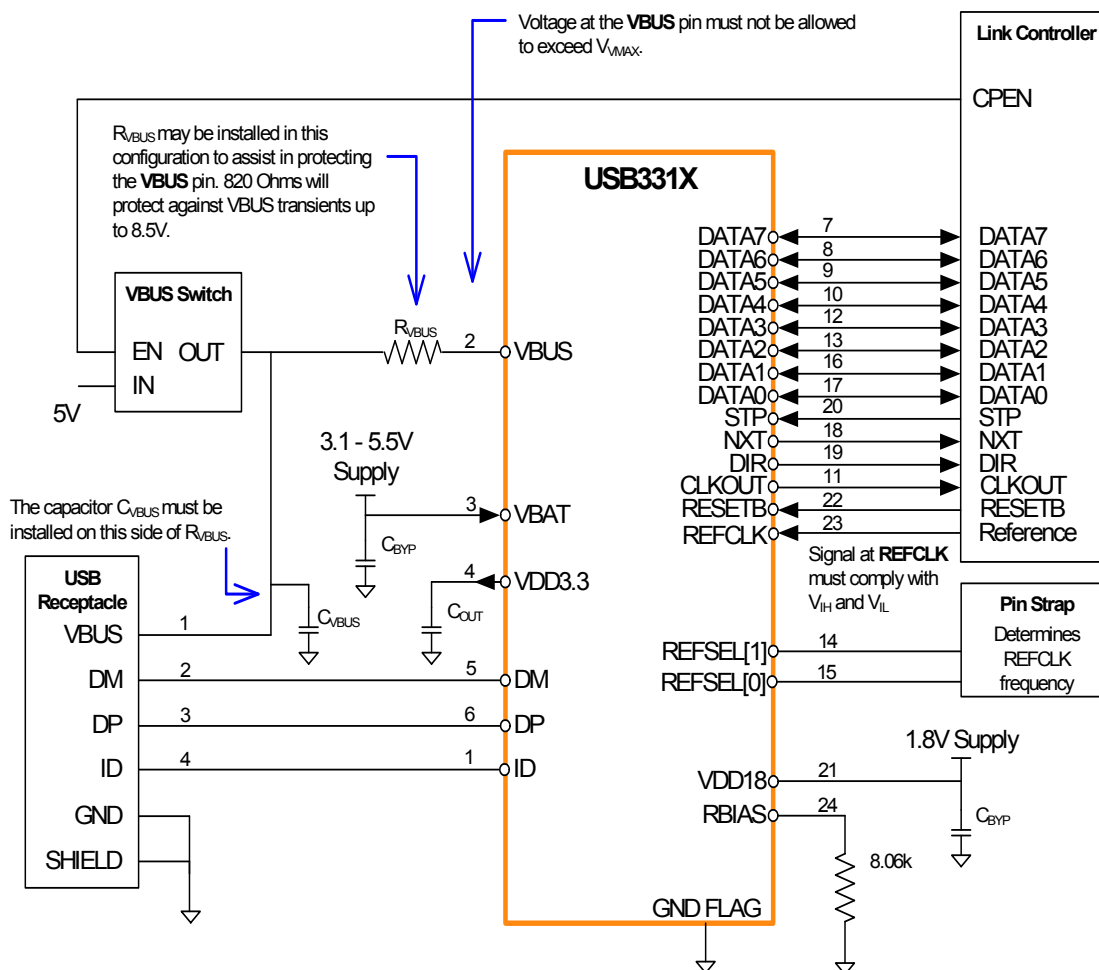 Voltage at the VBUS pin must not be allowed
to exceed VVMAX.
Link Controller
CPEN
RVBUS may be installed in this
configuration to assist in protecting
the VBUS pin. 820 Ohms will
protect against VBUS transients up
to 8.5V.
USB331X
DATA7 7 DATA7
DATA6 8 DATA6
DATA5 9 DATA5
DATA4 10 DATA4
DATA3 12 DATA3
DATA2 13 DATA2
DATA1 16 DATA1
DATA0 17 DATA0
STP 20 STP
NXT 18 NXT
DIR 19 DIR
CLKOUT 11 CLKOUT
RESETB 22 RESETB
REFCLK 23 Reference
VBUS Switch
EN OUT
IN
5V
RVBUS
2 VBUS
3.1 - 5.5V
Supply
3 VBAT
CBYP
4 VDD3.3
COUT
The capacitor CVBUS must be
installed on this side of RVBUS.
CVBUS
Signal at REFCLK
must comply with
VIH and VIL
USB
Receptacle
VBUS 1
DM 2 5 DM
DP 3 6 DP
ID 4 1 ID
GND
SHIELD
Pin Strap
Determines
REFCLK
frequency
REFSEL[1] 14
REFSEL[0] 15
1.8V Supply
VDD18 21
RBIAS 24
CBYP
8.06k
GND FLAG